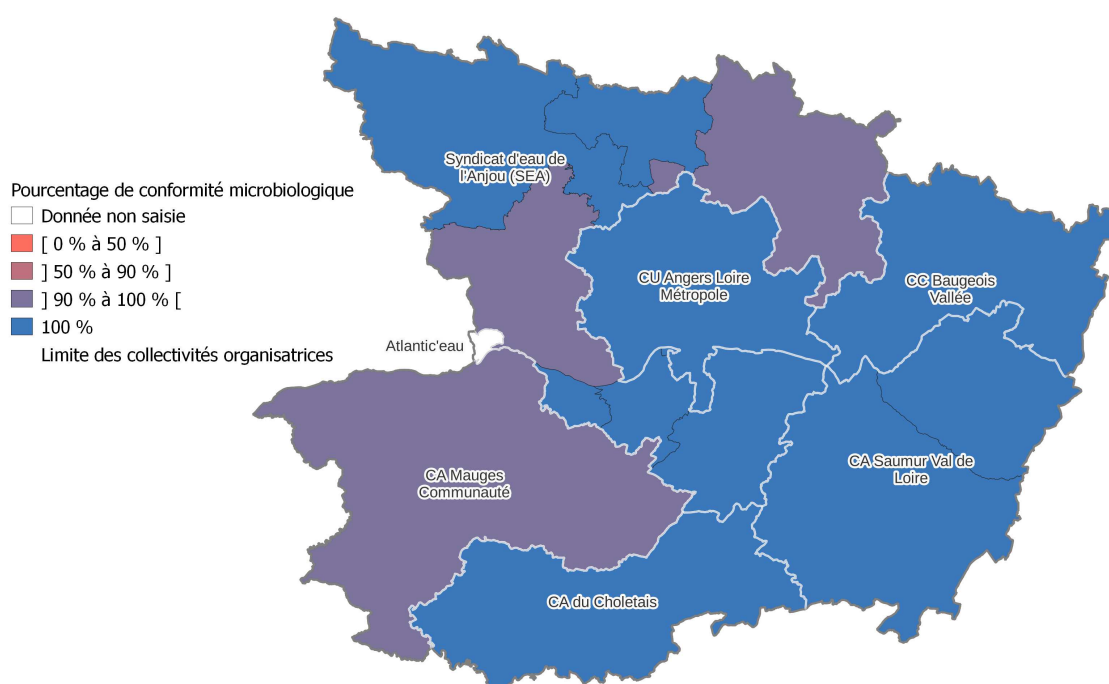 Pourcentage de conformité microbiologique
Donnée non saisie
[ 0 % à 50 % ]
] 50 % à 90 % ]
] 90 % à 100 % [
100 %
Limite des collectivités organisatrices
Syndicat d'eau de
l'Anjou (SEA)
CU Angers Loire
Métropole
CC Baugeois
Vallée
Atlantic'eau
CA Mauges
Communauté
CA Saumur Val de
Loire
CA du Choletais